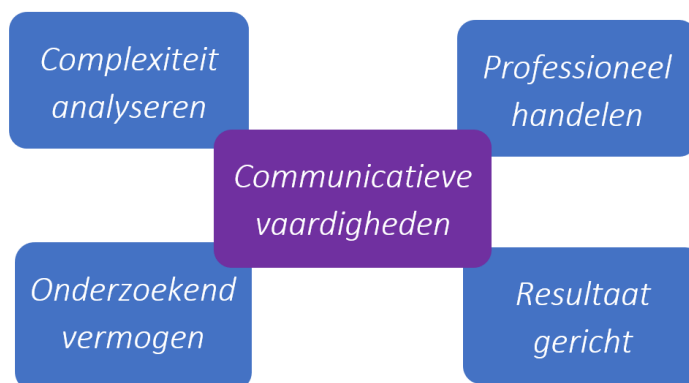 Complexiteit
analyseren
Professioneel
handelen
Communicatieve
vaardigheden
Onderzoekend
vermogen
Resultaat
gericht